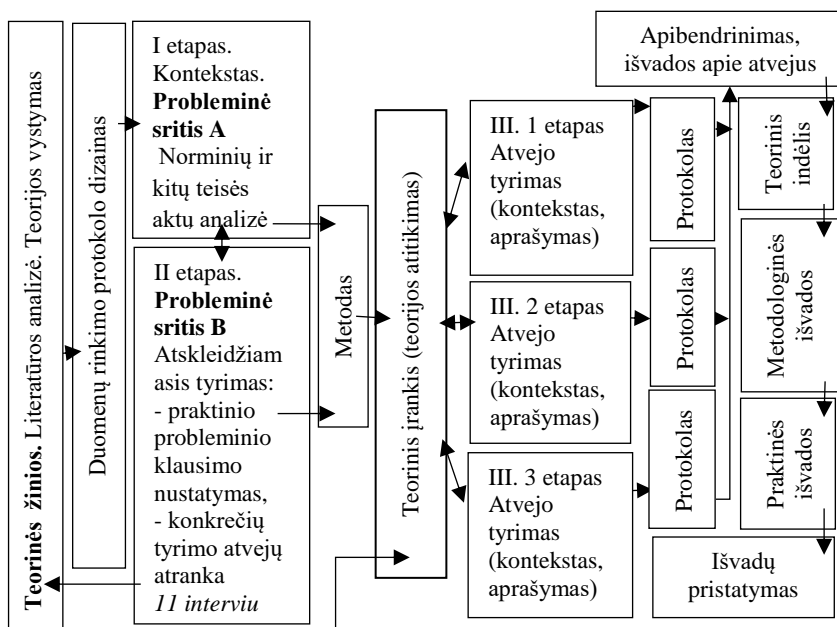 Teorinės žinios. Literatūros analizė. Teorijos vystymas
Duomenų rinkimo protokolo dizainas
I etapas.
Kontekstas.
Probleminė
sritis A
Norminių ir
kitų teisės
aktų analizė
II etapas.
Probleminė
sritis B
Atskleidžiam
asis tyrimas:
- praktinio
probleminio
klausimo
nustatymas,
- konkrečių
tyrimo atvejų
atranka
11 interviu
Metodas
Teorinis įrankis (teorijos atitikimas)
III. 1 etapas
Atvejo
tyrimas
(kontekstas,
aprašymas)
III. 2 etapas
Atvejo
tyrimas
(kontekstas,
aprašymas)
III. 3 etapas
Atvejo
tyrimas
(kontekstas,
aprašymas)
Protokolas
Protokolas
Protokolas
Apibendrinimas,
išvados apie atvejus
Teorinis
indėlis
Metodologinės
išvados
Praktinės
išvados
Išvadų
pristatymas